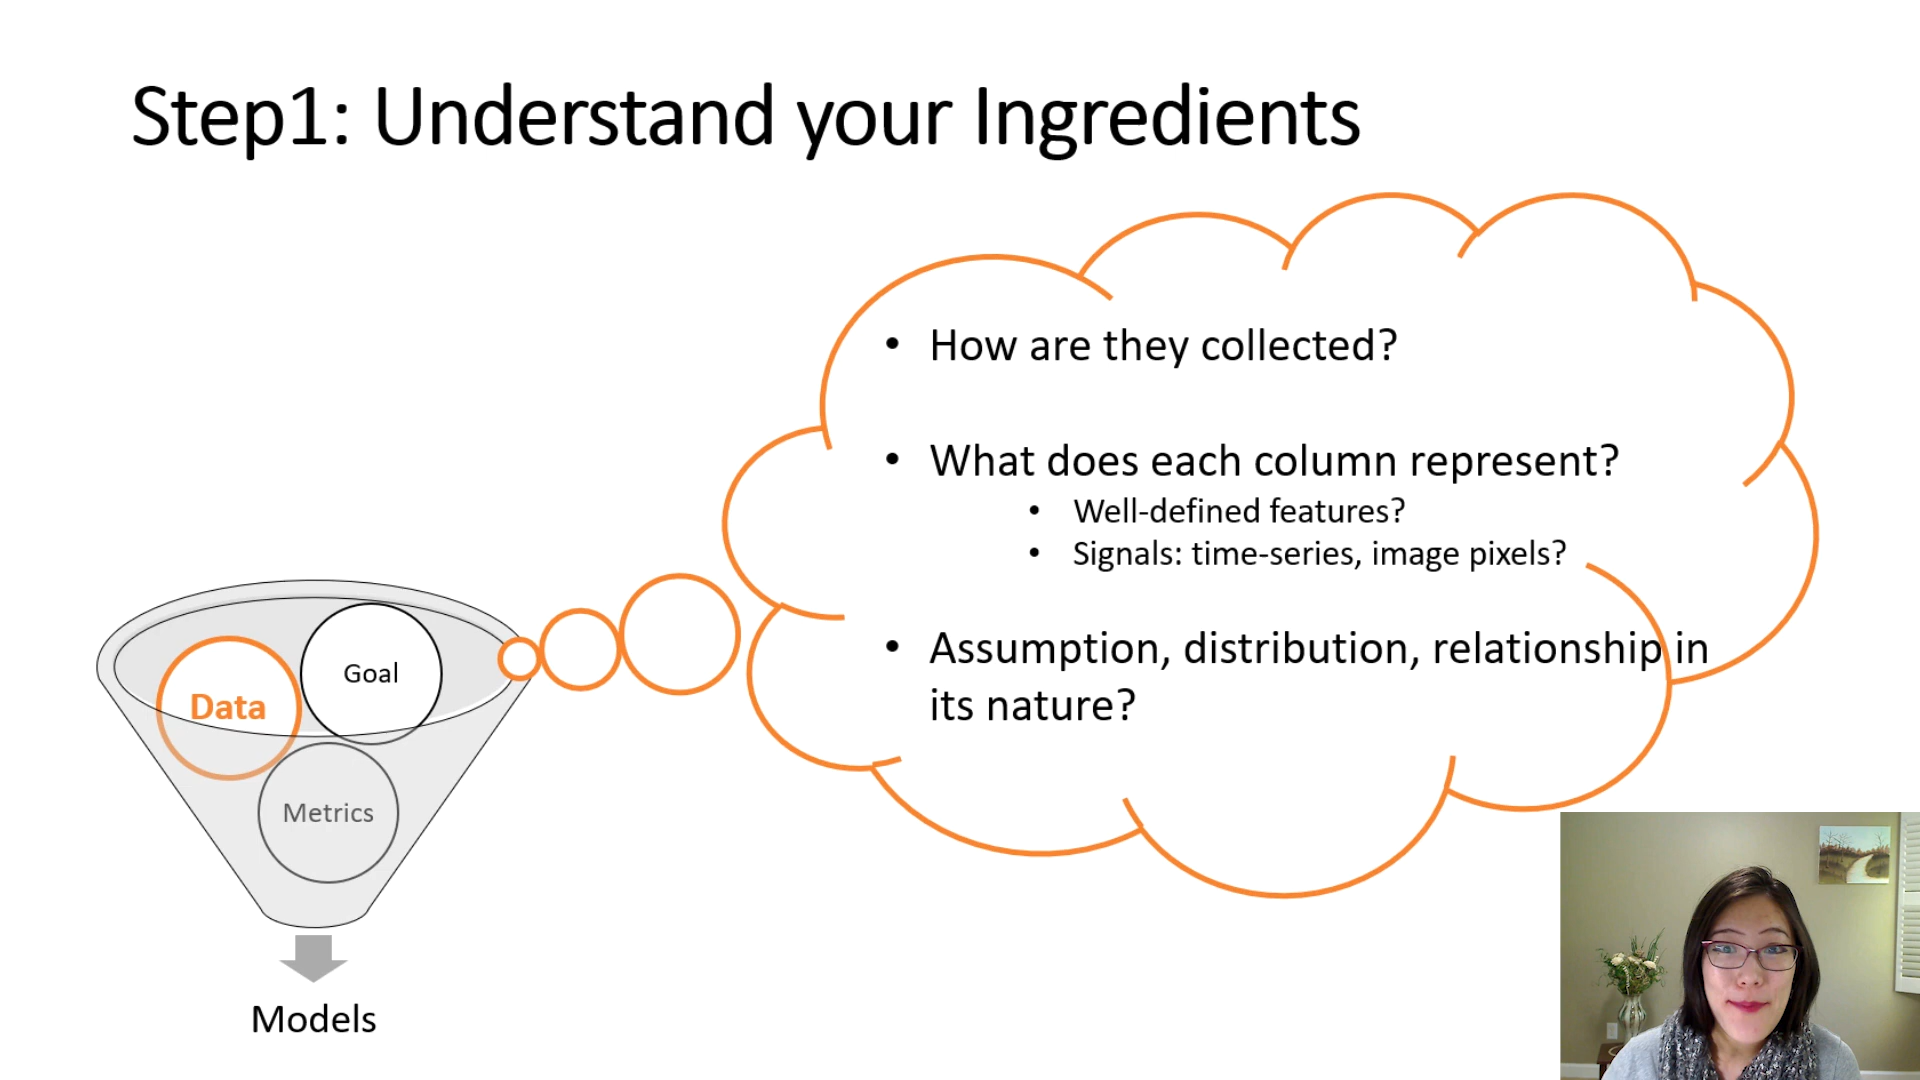 Step1: Understand your Ingredients
• How are they collected?
• What does each column represent?
• Well-defined features?
• Signals: time-series, image pixels?
• Assumption, distribution, relationship in
its nature?
Goal
Data
Metrics
Models